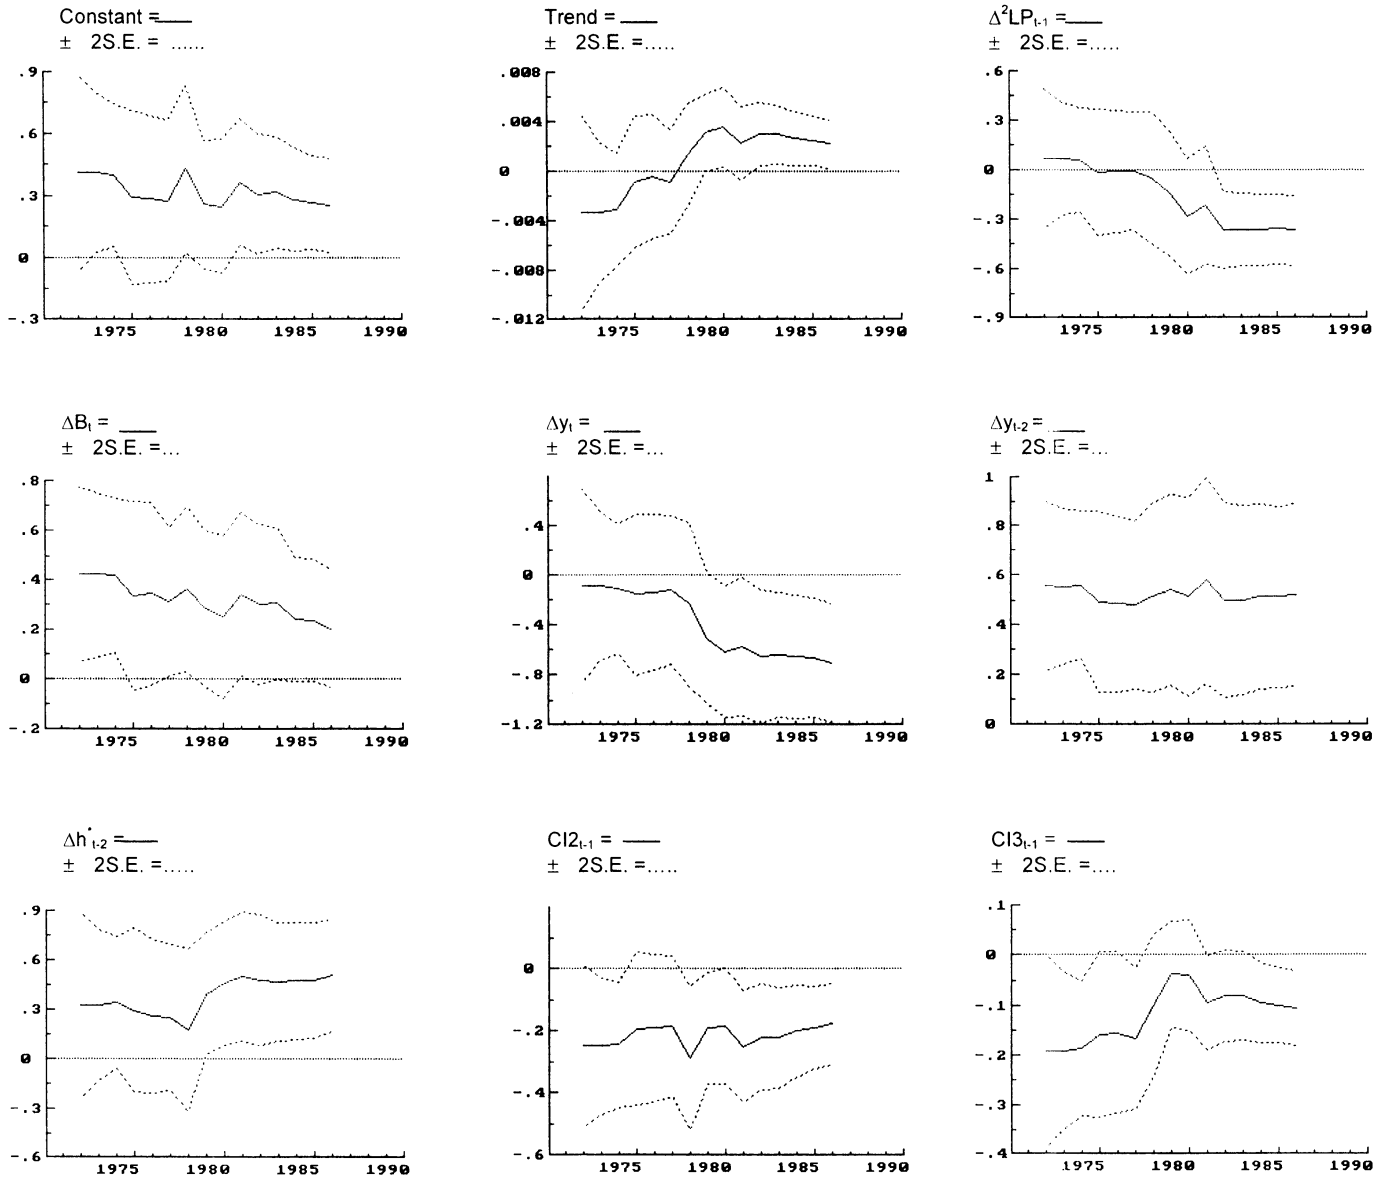 Constant =
± 2S.E. = ......
.9
.6
.3
0
-.3
1975 1980 1985 1990
Trend =
± 2S.E. =.....
.008
.004
0
-.004
-.008
-.012
1975 1980 1985 1990
Δ²LPt-1 =
± 2S.E. =.....
.6
.3
0
-.3
-.6
-.9
1975 1980 1985 1990
ΔBt =
± 2S.E. =...
.8
.6
.4
.2
0
-.2
1975 1980 1985 1990
Δyt =
± 2S.E. =...
.4
0
-.4
-.8
-1.2
1975 1980 1985 1990
Δyt-2 =
± 2S.E. =...
1
.8
.6
.4
.2
0
1975 1980 1985 1990
Δh*t-2 =
± 2S.E. =.....
.9
.6
.3
0
-.3
-.6
1975 1980 1985 1990
CI2t-1 =
± 2S.E. =.....
0
-.2
-.4
-.6
1975 1980 1985 1990
CI3t-1 =
± 2S.E. =....
.1
0
-.1
-.2
-.3
-.4
1975 1980 1985 1990